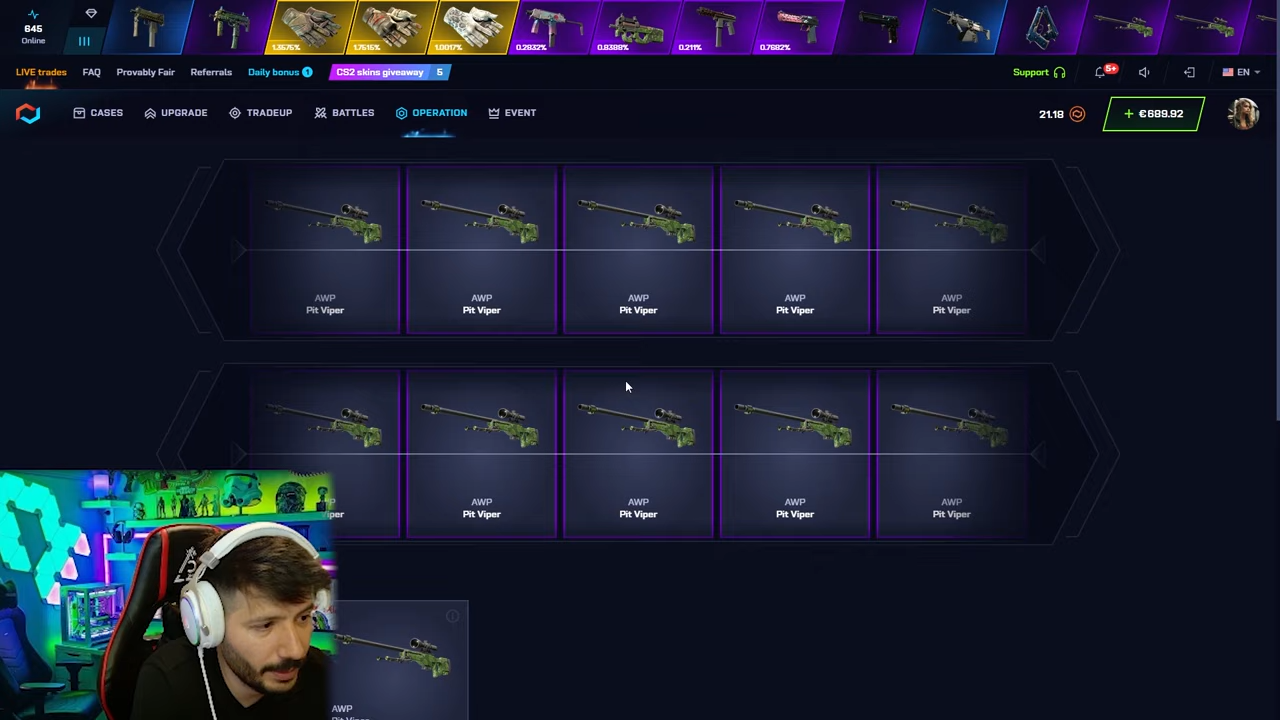 645
Online
1.3575%
1.7515%
1.0017%
0.2832%
0.8388%
0.211%
0.7682%
LIVE trades
FAQ
Provably Fair
Referrals
Daily bonus 1
CS2 skins giveaway 5
Support
5+
EN
CASES
UPGRADE
TRADEUP
BATTLES
OPERATION
EVENT
21.18
+ €689.92
AWP AWP AWP AWP AWP
Pit Viper Pit Viper Pit Viper Pit Viper Pit Viper
AWP AWP AWP AWP
iper Pit Viper Pit Viper Pit Viper Pit Viper
AWP
Pit Viper